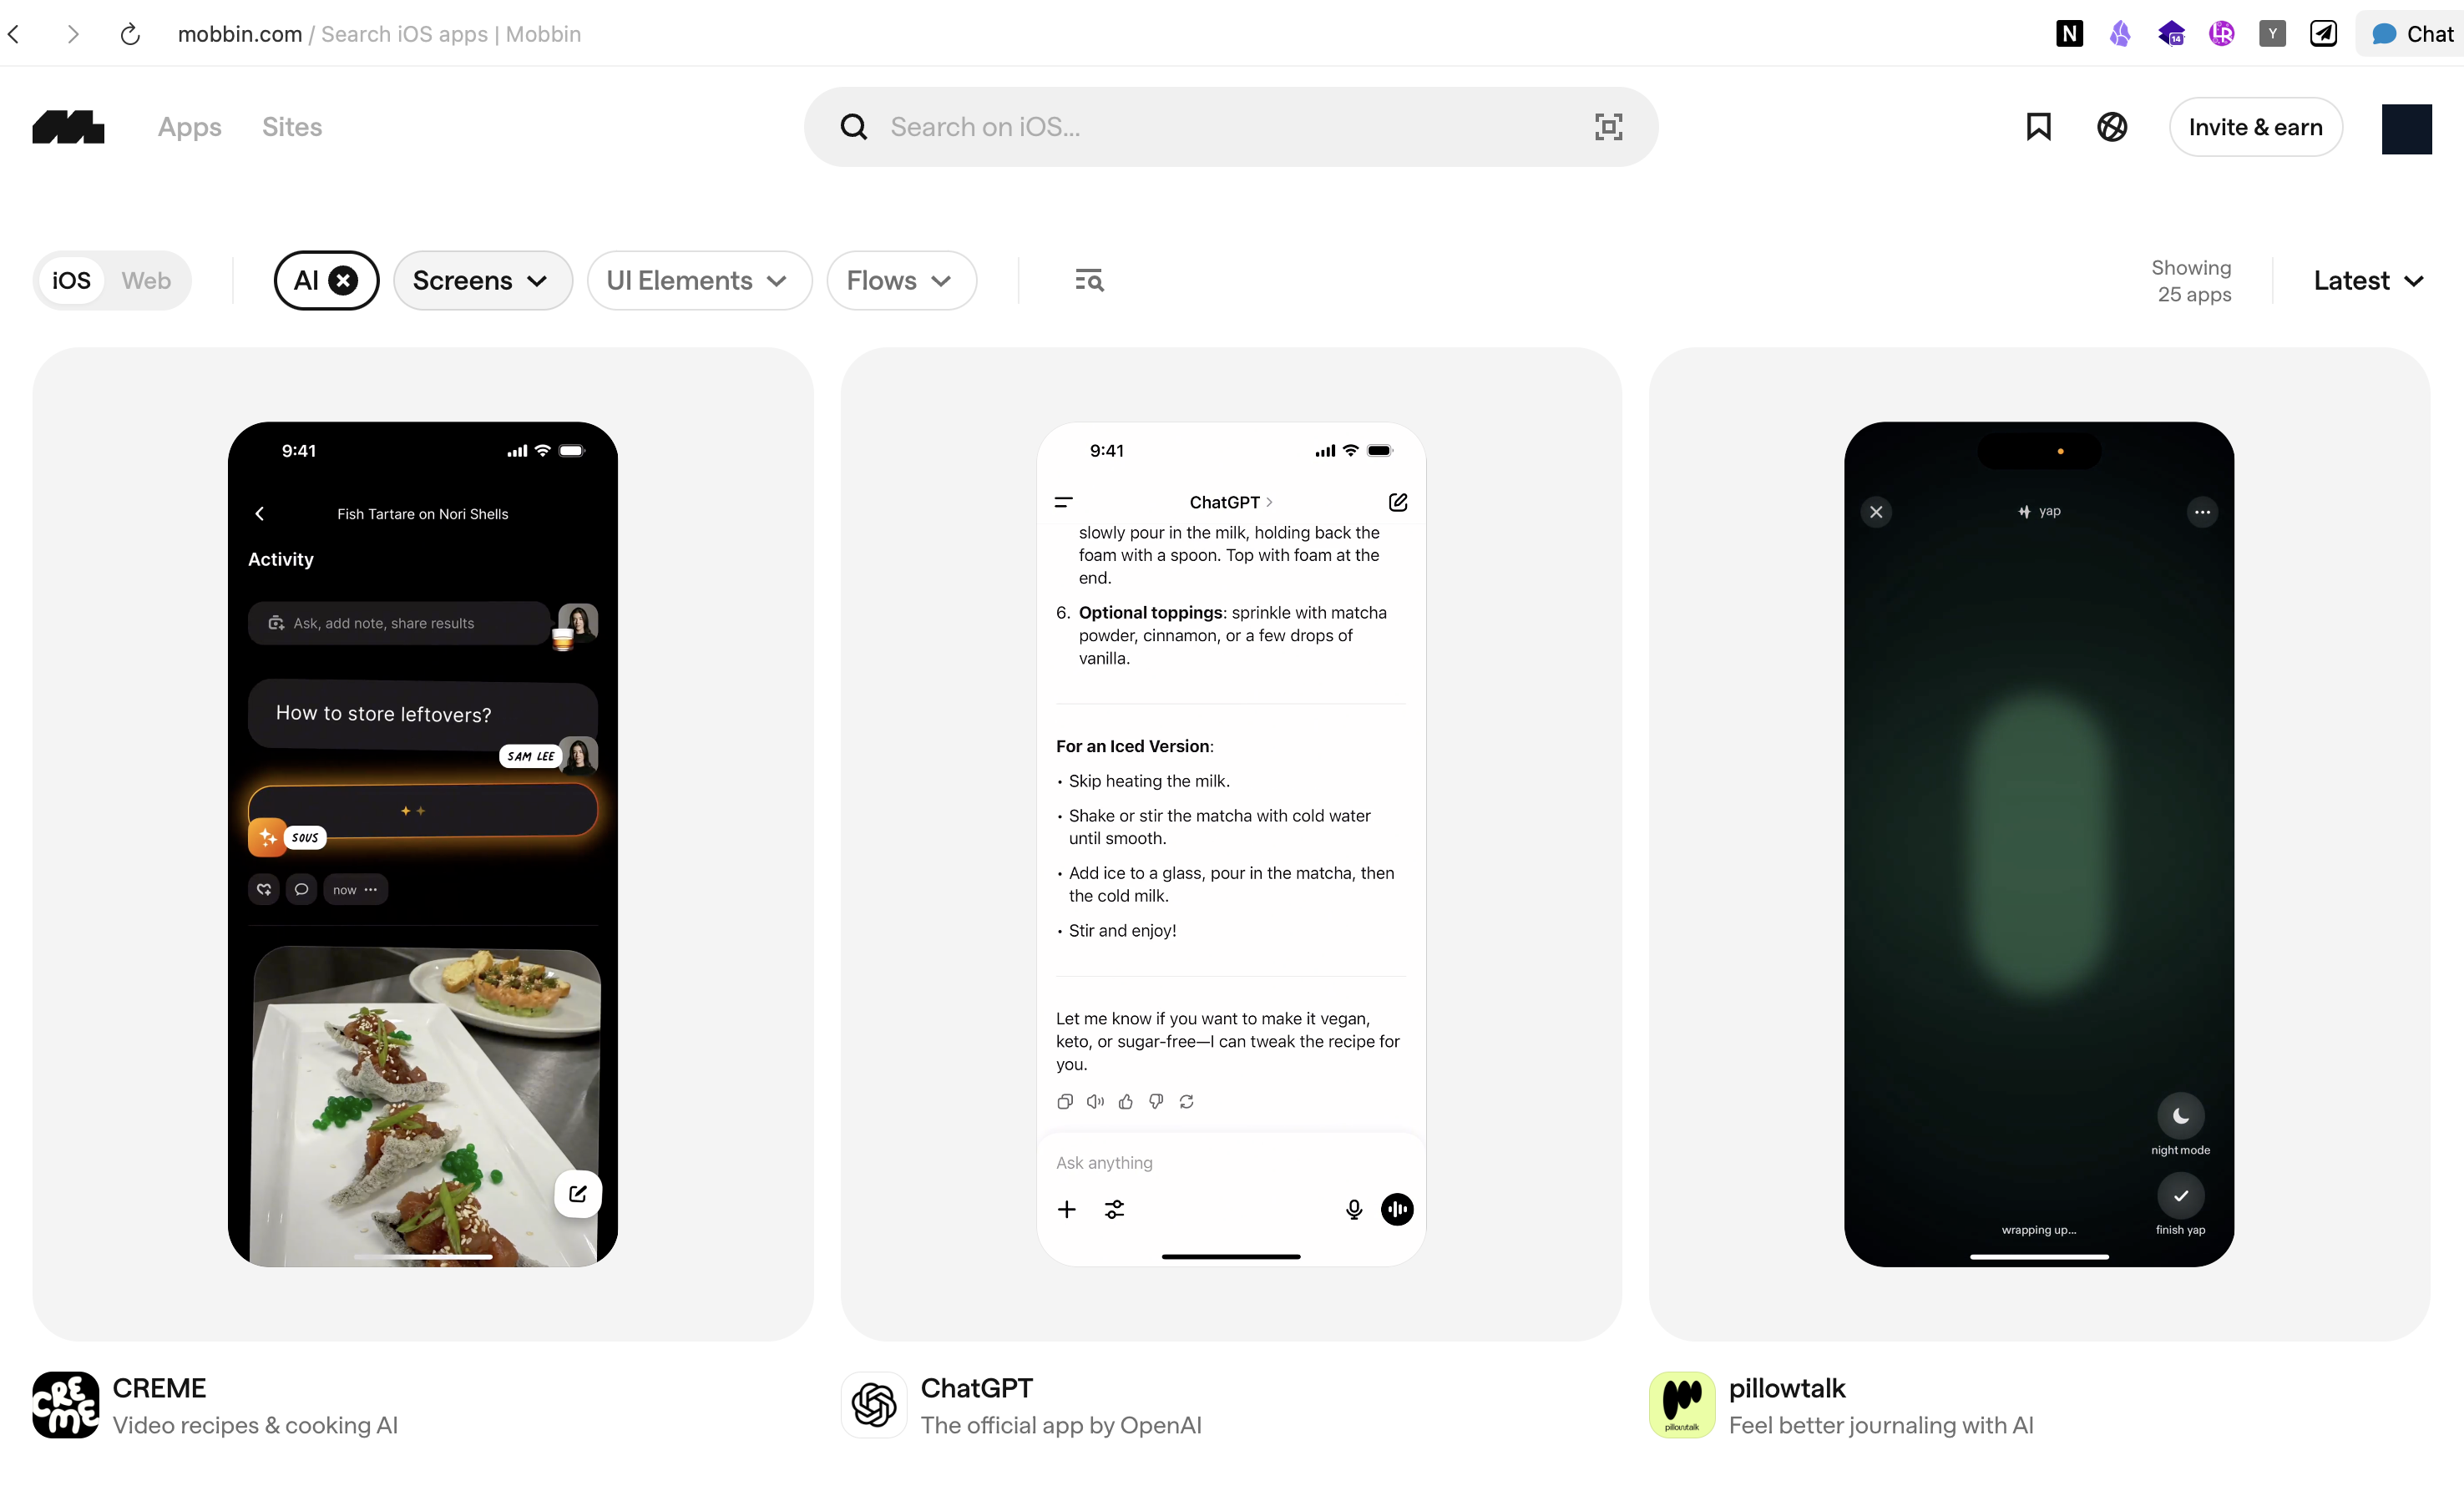 mobbin.com / Search iOS apps | Mobbin
N
14
LR
Y
Chat
Apps
Sites
Search on iOS...
Invite & earn
iOS
Web
AI
Screens
UI Elements
Flows
Showing
25 apps
Latest
9:41
Fish Tartare on Nori Shells
Activity
Ask, add note, share results
How to store leftovers?
SAM LEE
SOUS
now
9:41
ChatGPT
slowly pour in the milk, holding back the
foam with a spoon. Top with foam at the
end.
6. Optional toppings: sprinkle with matcha
powder, cinnamon, or a few drops of
vanilla.
For an Iced Version:
• Skip heating the milk.
• Shake or stir the matcha with cold water
until smooth.
• Add ice to a glass, pour in the matcha, then
the cold milk.
• Stir and enjoy!
Let me know if you want to make it vegan,
keto, or sugar-free—I can tweak the recipe for
you.
Ask anything
yap
night mode
wrapping up...
finish yap
CREME
CREME
Video recipes & cooking AI
ChatGPT
The official app by OpenAI
pillowtalk
pillowtalk
Feel better journaling with AI